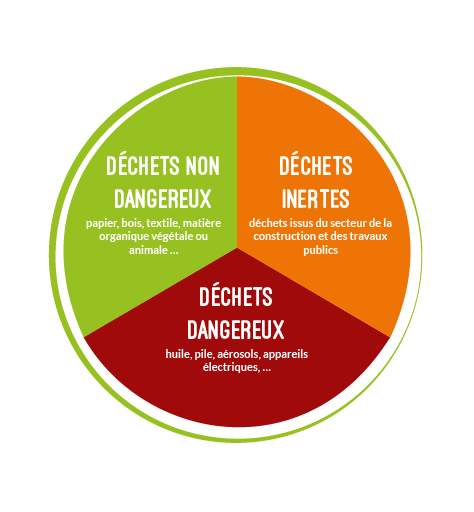 DÉCHETS NON
DANGEREUX
papier, bois, textile, matière
organique végétale ou
animale ...
DÉCHETS
INERTES
déchets issus du secteur de la
construction et des travaux
publics
DÉCHETS
DANGEREUX
huile, pile, aérosols, appareils
électriques, ...